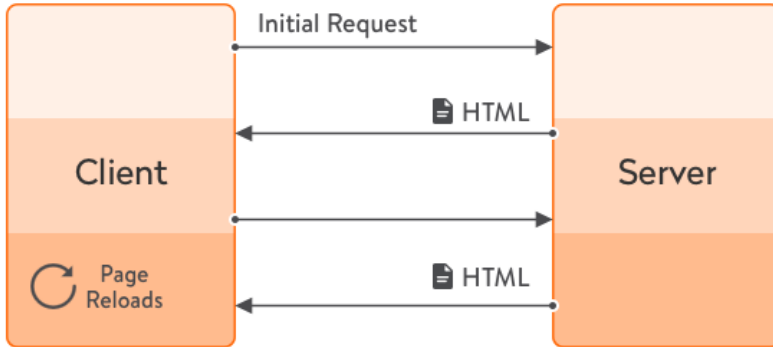 Initial Request
HTML
Client
Server
Page
Reloads
HTML